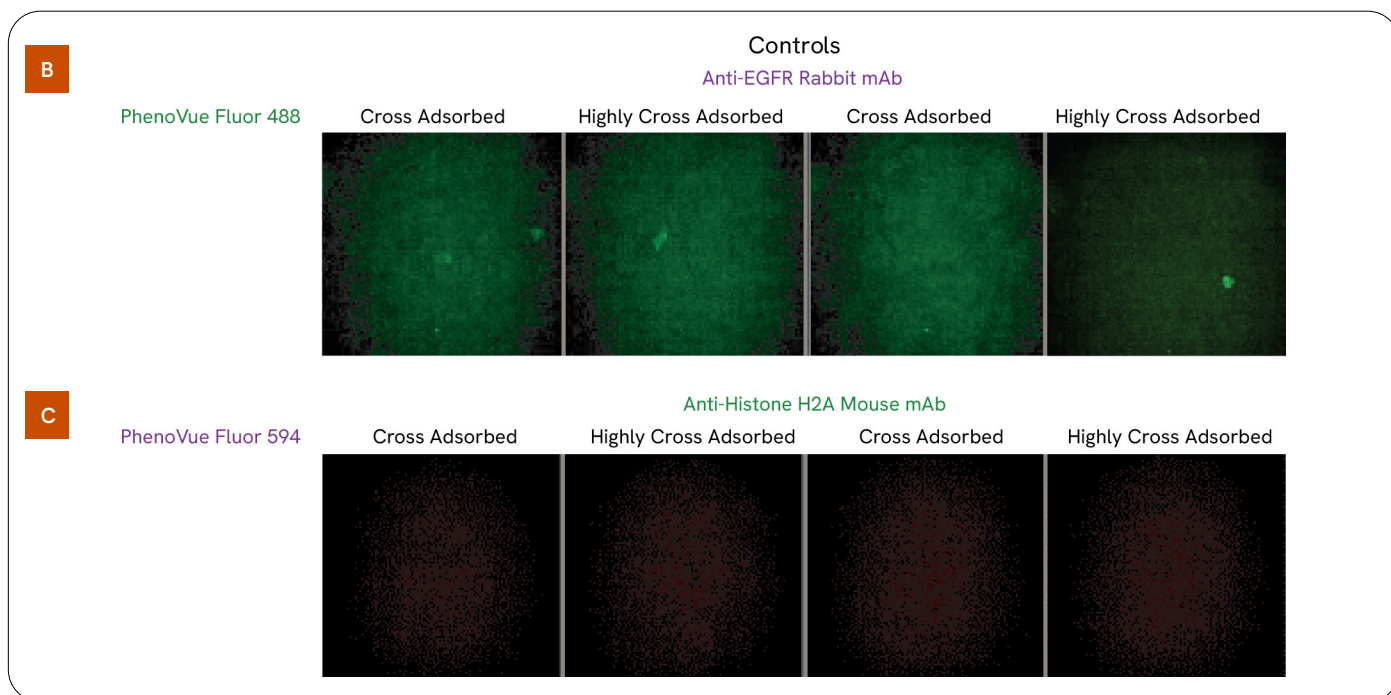 B
Controls
Anti-EGFR Rabbit mAb
PhenoVue Fluor 488 Cross Adsorbed Highly Cross Adsorbed Cross Adsorbed Highly Cross Adsorbed
C
Anti-Histone H2A Mouse mAb
PhenoVue Fluor 594 Cross Adsorbed Highly Cross Adsorbed Cross Adsorbed Highly Cross Adsorbed